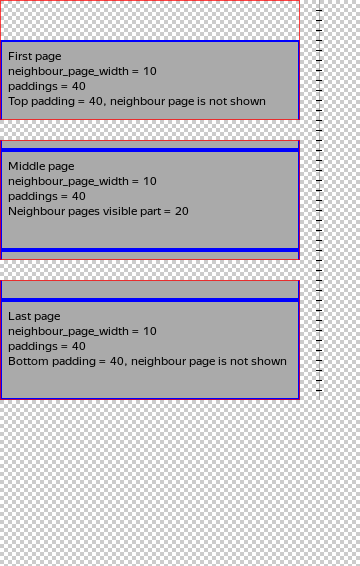 First page
neighbour_page_width = 10
paddings = 40
Top padding = 40, neighbour page is not shown
Middle page
neighbour_page_width = 10
paddings = 40
Neighbour pages visible part = 20
Last page
neighbour_page_width = 10
paddings = 40
Bottom padding = 40, neighbour page is not shown